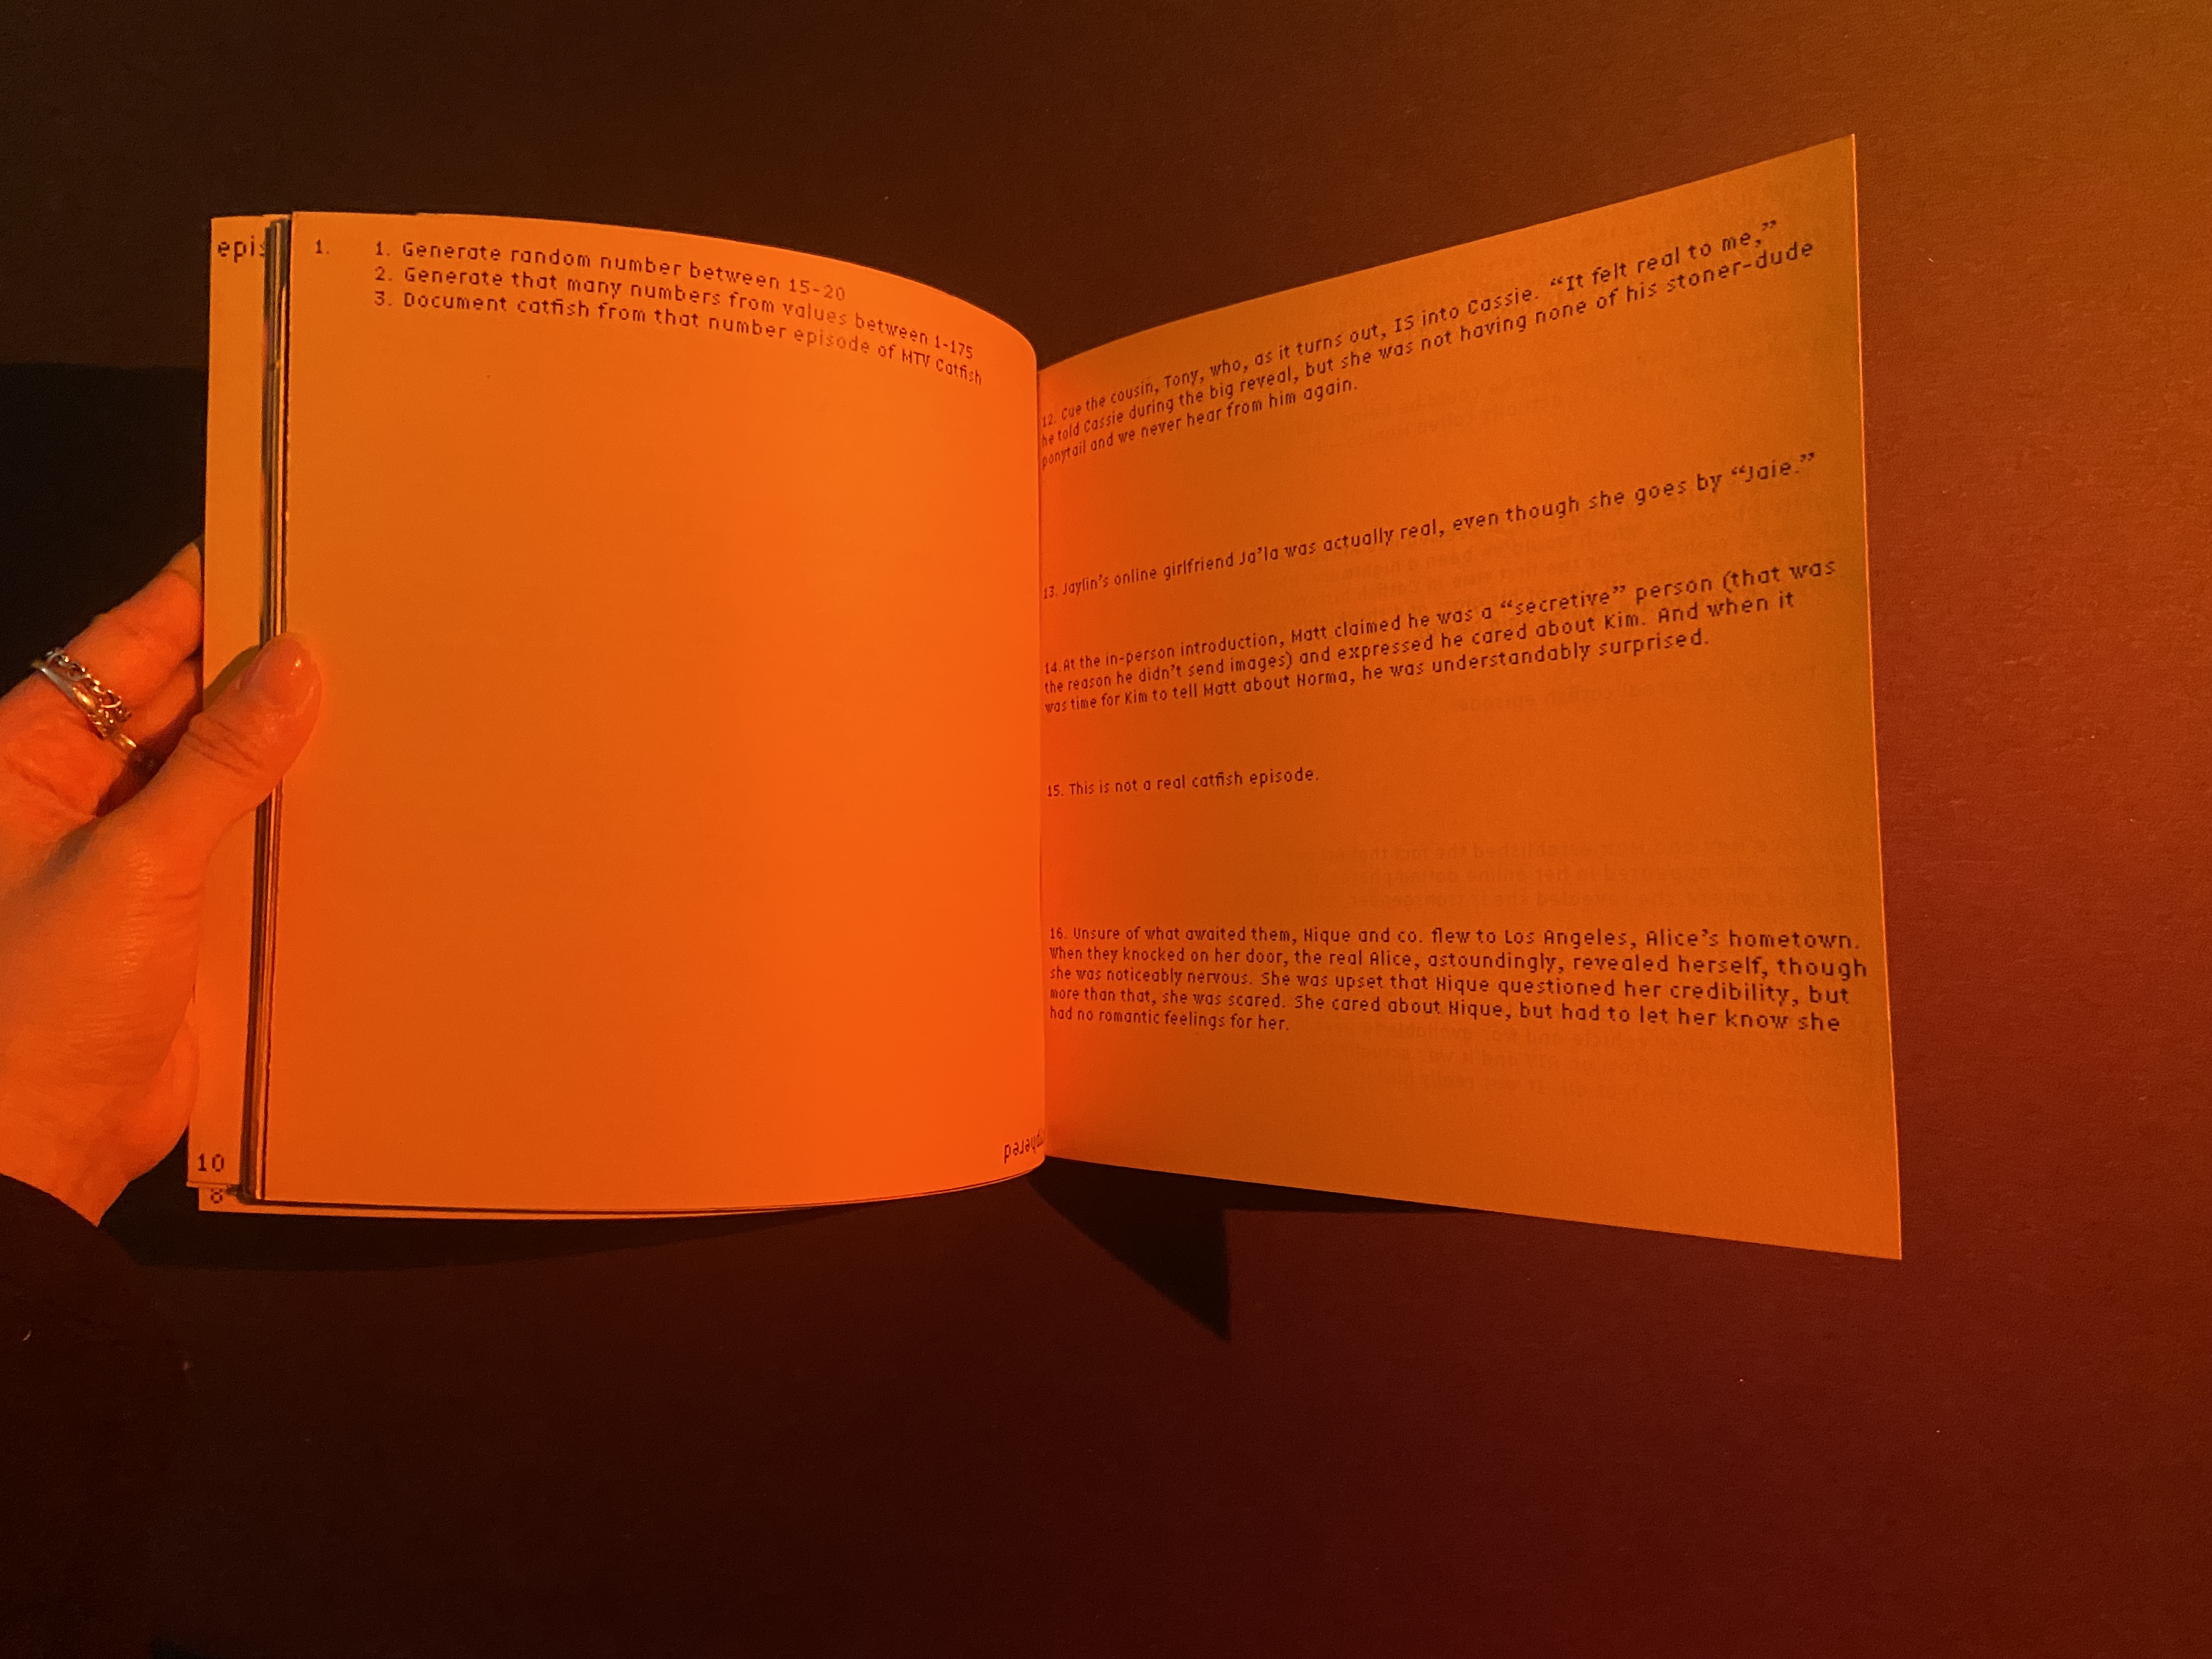 epis
1.
1. Generate random number between 15-20
2. Generate that many numbers from values between 1-175
3. Document catfish from that number episode of MTV Catfish
10
8
12. Cue the cousin, Tony, who, as it turns out, IS into Cassie. “It felt real to me,”
he told Cassie during the big reveal, but she was not having none of his stoner-dude
ponytail and we never hear from him again.
13. Jaylin’s online girlfriend Ja’la was actually real, even though she goes by “Jaie.”
14. At the in-person introduction, Matt claimed he was a “secretive” person (that was
the reason he didn’t send images) and expressed he cared about Kim. And when it
was time for Kim to tell Matt about Norma, he was understandably surprised.
15. This is not a real catfish episode.
16. Unsure of what awaited them, Nique and co. flew to Los Angeles, Alice’s hometown.
When they knocked on her door, the real Alice, astoundingly, revealed herself, though
she was noticeably nervous. She was upset that Nique questioned her credibility, but
more than that, she was scared. She cared about Nique, but had to let her know she
had no romantic feelings for her.